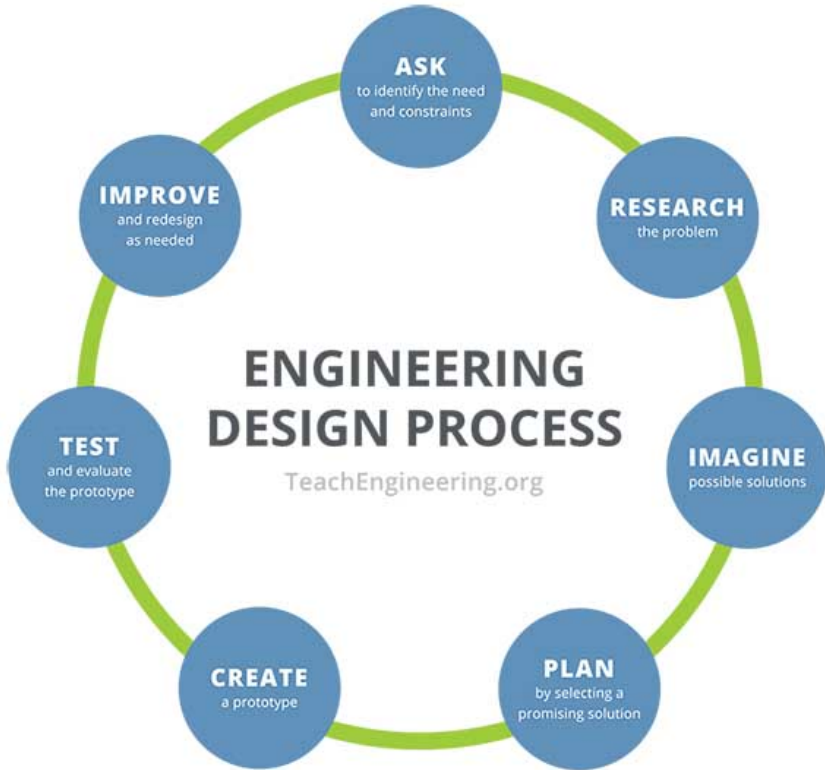 ASK
to identify the need
and constraints
RESEARCH
the problem
IMAGINE
possible solutions
PLAN
by selecting a
promising solution
CREATE
a prototype
TEST
and evaluate
the prototype
IMPROVE
and redesign
as needed
ENGINEERING
DESIGN PROCESS
TeachEngineering.org